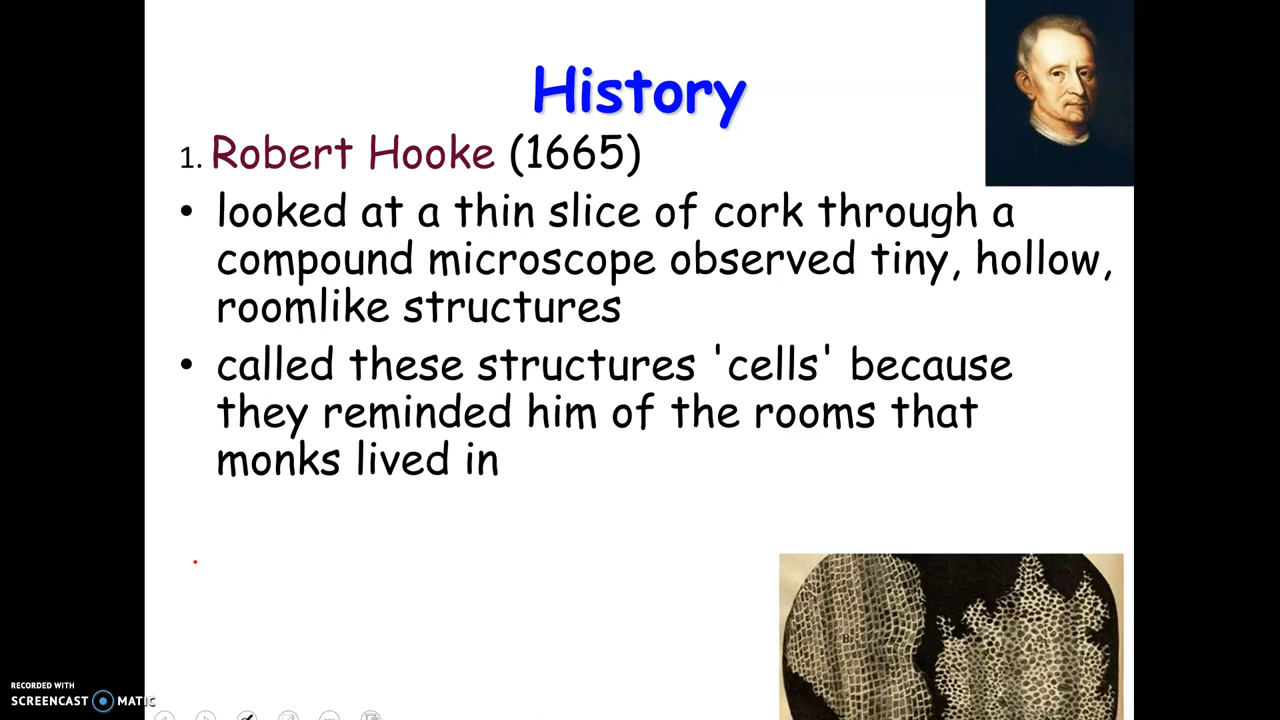 History
1. Robert Hooke (1665)
• looked at a thin slice of cork through a
compound microscope observed tiny, hollow,
roomlike structures
• called these structures 'cells' because
they reminded him of the rooms that
monks lived in
RECORDED WITH
SCREENCAST MATIC